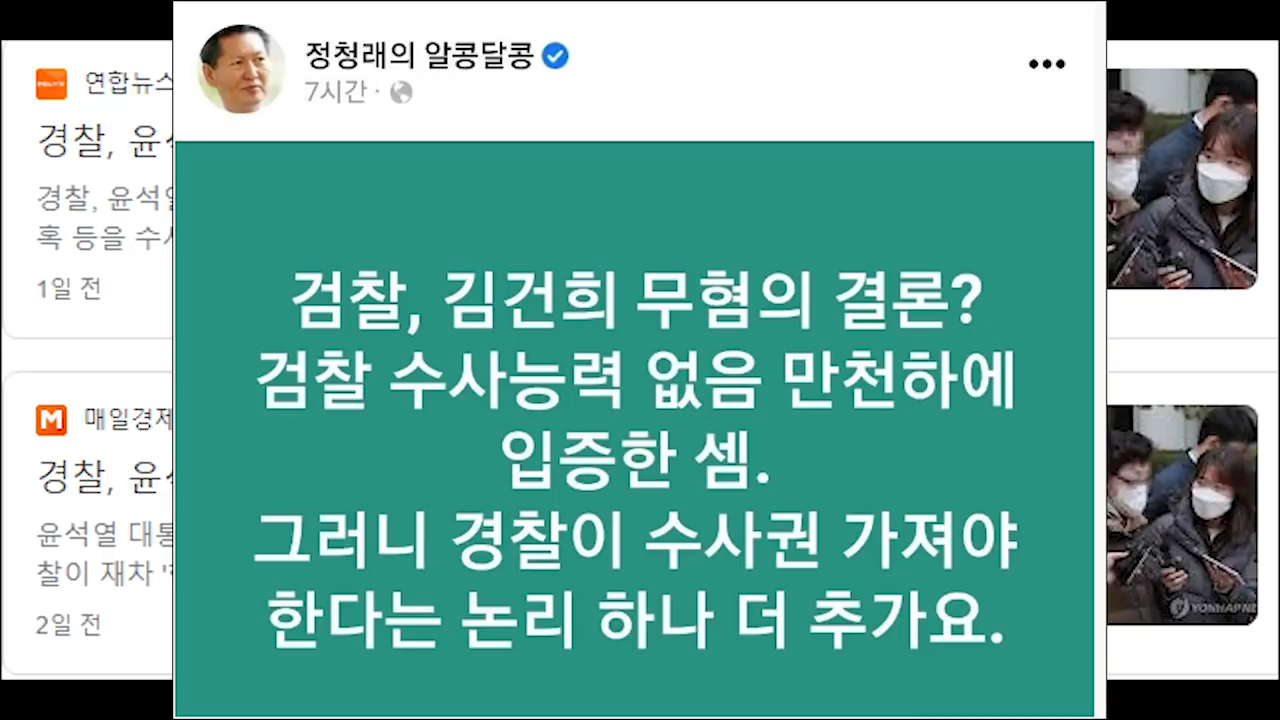 정청래의 알콩달콩
7시간 ·
검찰, 김건희 무혐의 결론?
검찰 수사능력 없음 만천하에
입증한 셈.
그러니 경찰이 수사권 가져야
한다는 논리 하나 더 추가요.
연합뉴스
경찰, 윤석
경찰, 윤석열
혹 등을 수사
1일 전
M 매일경제
경찰, 윤석
윤석열 대통
찰이 재차
2일 전
YONHAPNE